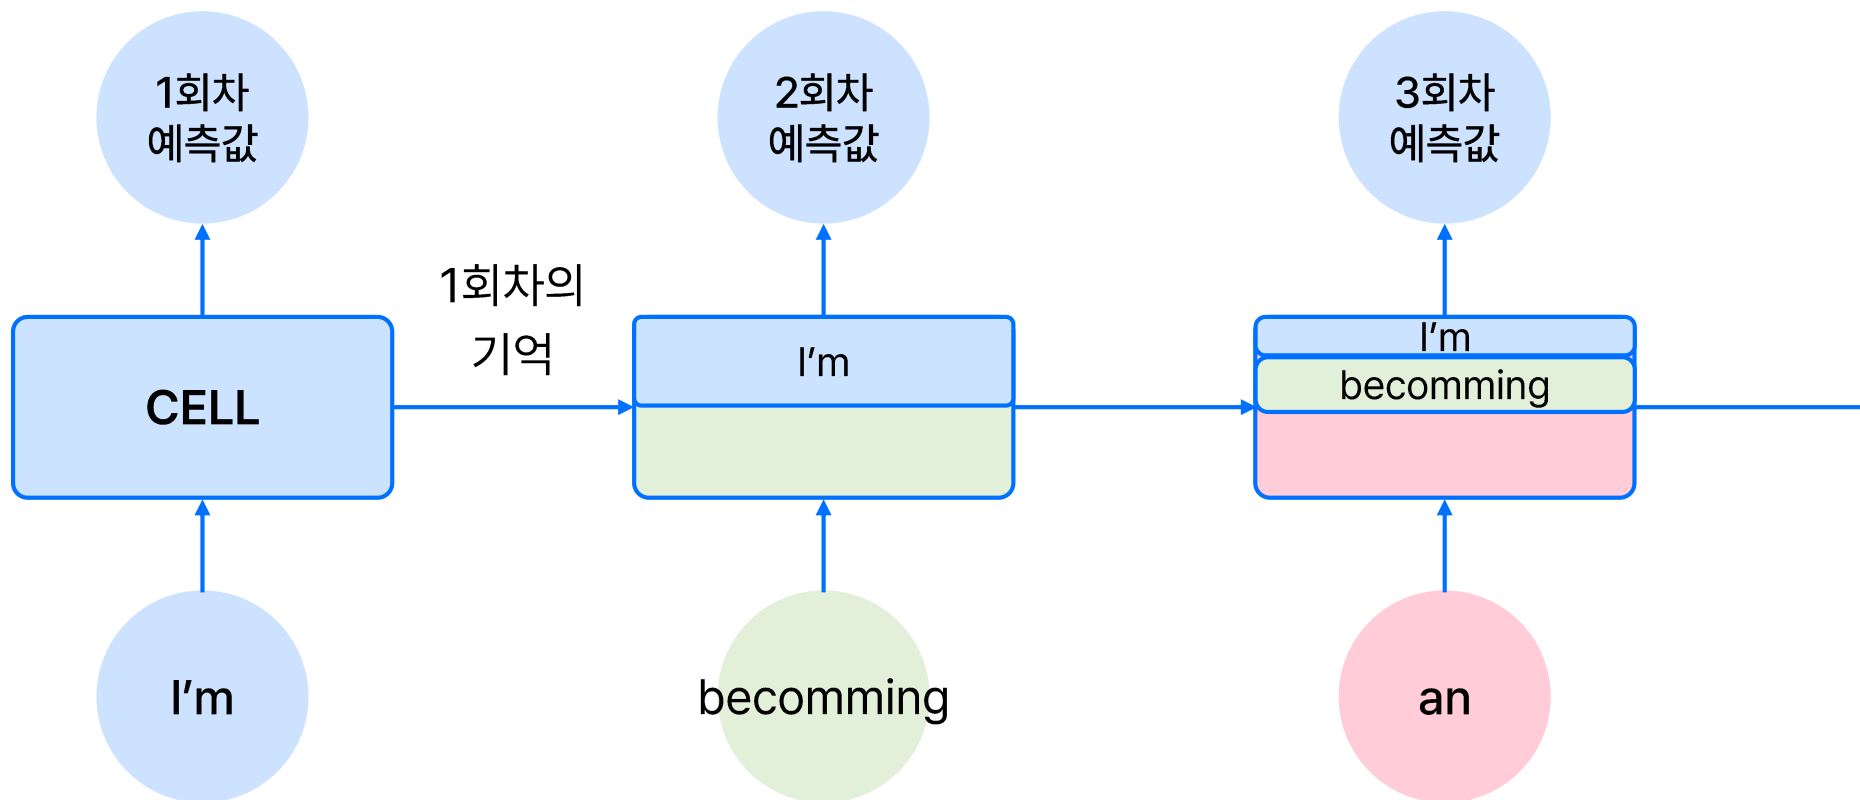 1회차
예측값
2회차
예측값
3회차
예측값
1회차의
기억
CELL
I'm
I'm
becomming
I'm
becomming
an